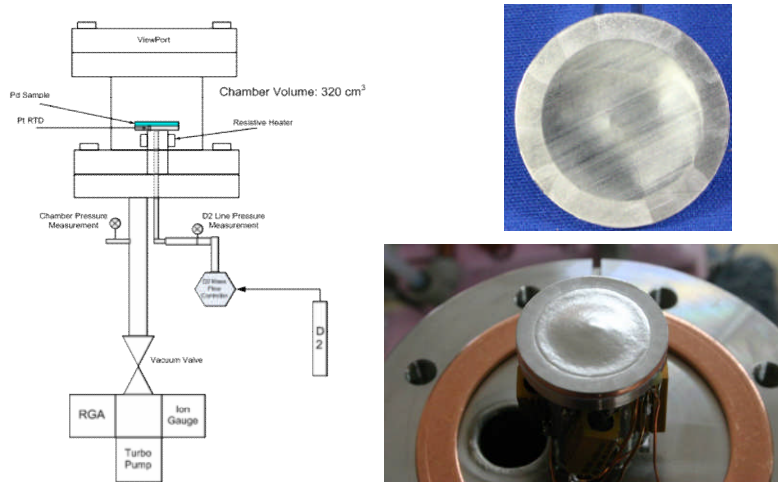 ViewPort
Chamber Volume: 320 cm³
Pd Sample
Pt RTD
Resistive Heater
Chamber Pressure
Measurement
D2 Line Pressure
Measurement
D2 Mass
Flow
Controller
D
2
Vacuum Valve
RGA
Ion
Gauge
Turbo
Pump